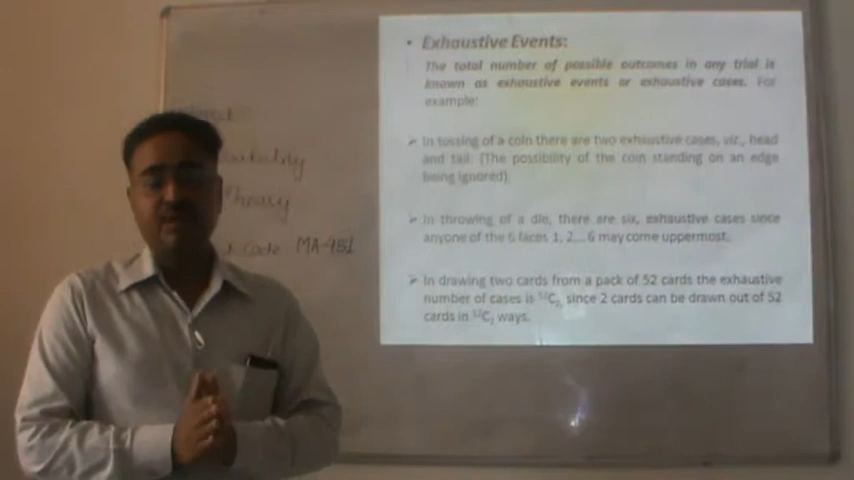 • Exhaustive Events:
The total number of possible outcomes in any trial is
known as exhaustive events or exhaustive cases. For
example:
➢ In tossing of a coin there are two exhaustive cases, viz., head
and tail. (The possibility of the coin standing on an edge
being ignored)
➢ In throwing of a die, there are six, exhaustive cases since
anyone of the 6 faces 1, 2... 6 may come uppermost.
➢ In drawing two cards from a pack of 52 cards the exhaustive
number of cases is ⁵²C₂, since 2 cards can be drawn out of 52
cards in ⁵²C₂ ways.
Theory
Code MA-951